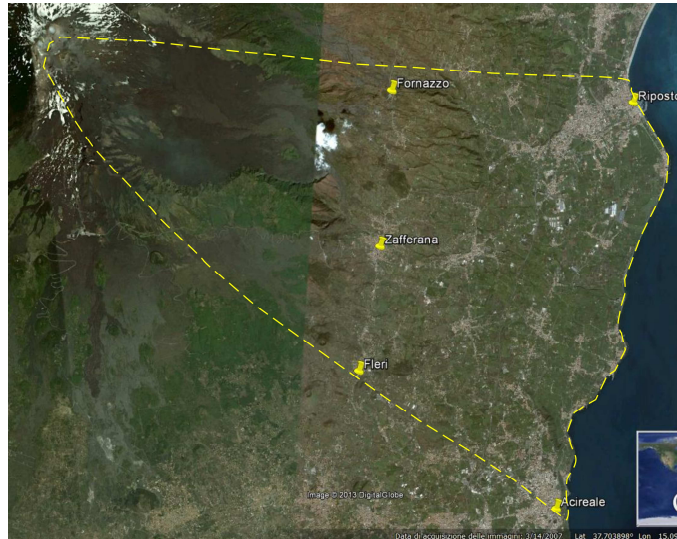 Fornazzo
Riposto
Zafferana
Fleri
Acireale
Image © 2013 DigitalGlobe
Data di acquisizione delle immagini: 3/14/2007 Lat 37.703898° Lon 15.09